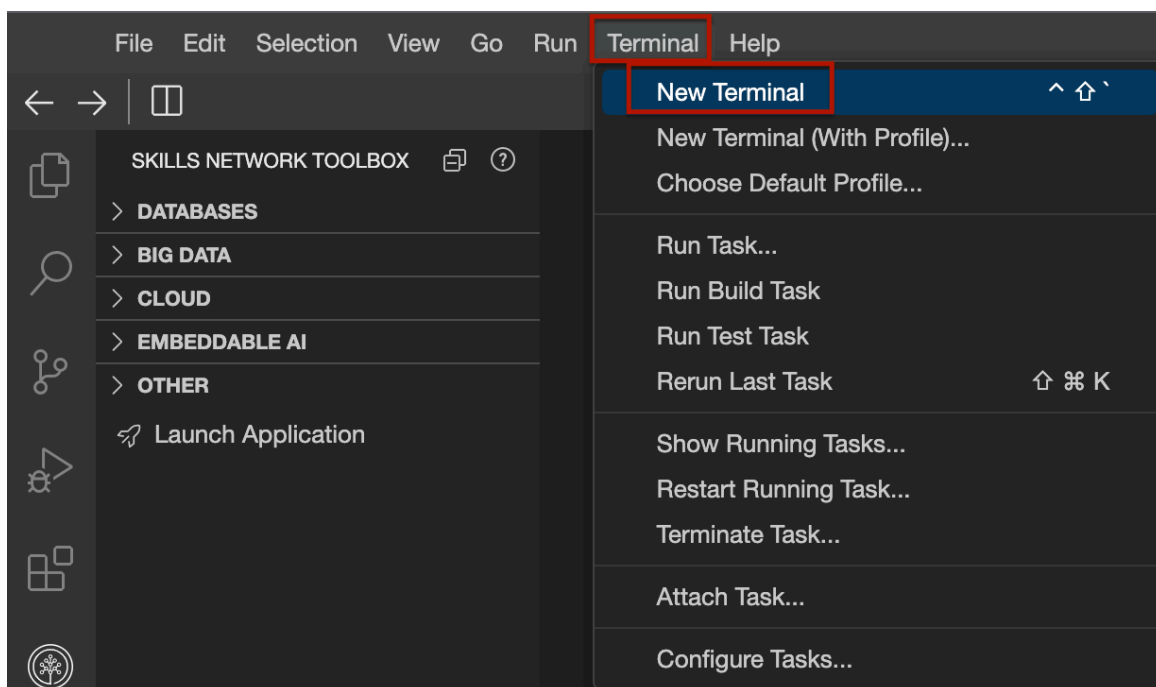 File Edit Selection View Go Run Terminal Help
New Terminal ^ ⇧ `
New Terminal (With Profile)...
Choose Default Profile...
Run Task...
Run Build Task
Run Test Task
Rerun Last Task ⇧ ⌘ K
Show Running Tasks...
Restart Running Task...
Terminate Task...
Attach Task...
Configure Tasks...
SKILLS NETWORK TOOLBOX
DATABASES
BIG DATA
CLOUD
EMBEDDABLE AI
OTHER
Launch Application